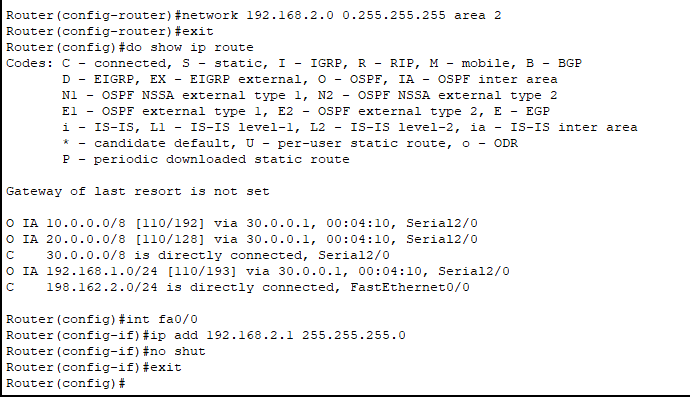 Router(config-router)#network 192.168.2.0 0.255.255.255 area 2
Router(config-router)#exit
Router(config)#do show ip route
Codes: C - connected, S - static, I - IGRP, R - RIP, M - mobile, B - BGP
       D - EIGRP, EX - EIGRP external, O - OSPF, IA - OSPF inter area
       N1 - OSPF NSSA external type 1, N2 - OSPF NSSA external type 2
       E1 - OSPF external type 1, E2 - OSPF external type 2, E - EGP
       i - IS-IS, L1 - IS-IS level-1, L2 - IS-IS level-2, ia - IS-IS inter area
       * - candidate default, U - per-user static route, o - ODR
       P - periodic downloaded static route

Gateway of last resort is not set

O IA 10.0.0.0/8 [110/192] via 30.0.0.1, 00:04:10, Serial2/0
O IA 20.0.0.0/8 [110/128] via 30.0.0.1, 00:04:10, Serial2/0
C    30.0.0.0/8 is directly connected, Serial2/0
O IA 192.168.1.0/24 [110/193] via 30.0.0.1, 00:04:10, Serial2/0
C    198.162.2.0/24 is directly connected, FastEthernet0/0

Router(config)#int fa0/0
Router(config-if)#ip add 192.168.2.1 255.255.255.0
Router(config-if)#no shut
Router(config-if)#exit
Router(config)#